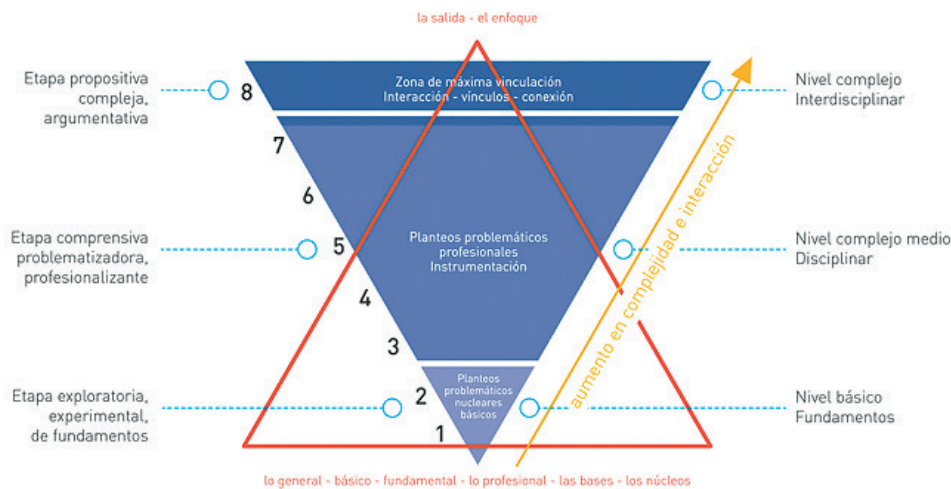 la salida - el enfoque
Etapa propositiva
compleja,
argumentativa
8
Zona de máxima vinculación
Interacción - vínculos - conexión
Nivel complejo
Interdisciplinar
7
6
Etapa comprensiva
problematizadora,
profesionalizante
5
Planteos problemáticos
profesionales
Instrumentación
Nivel complejo medio
Disciplinar
4
3
aumento en complejidad e interacción
Etapa exploratoria,
experimental,
de fundamentos
2
Planteos
problemáticos
nucleares
básicos
Nivel básico
Fundamentos
1
lo general - básico - fundamental - lo profesional - las bases - los núcleos